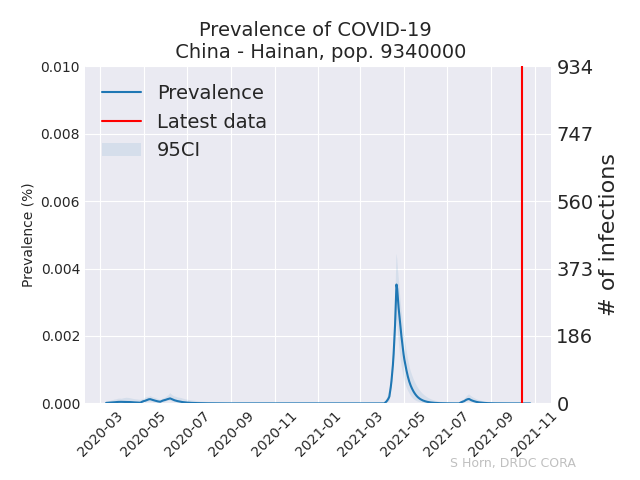 Prevalence of COVID-19
China - Hainan, pop. 9340000
Prevalence
Latest data
95CI
Prevalence (%)
0.010
0.008
0.006
0.004
0.002
0.000
934
747
560
373
186
0
# of infections
2020-03
2020-05
2020-07
2020-09
2020-11
2021-01
2021-03
2021-05
2021-07
2021-09
2021-11
S Horn, DRDC CORA